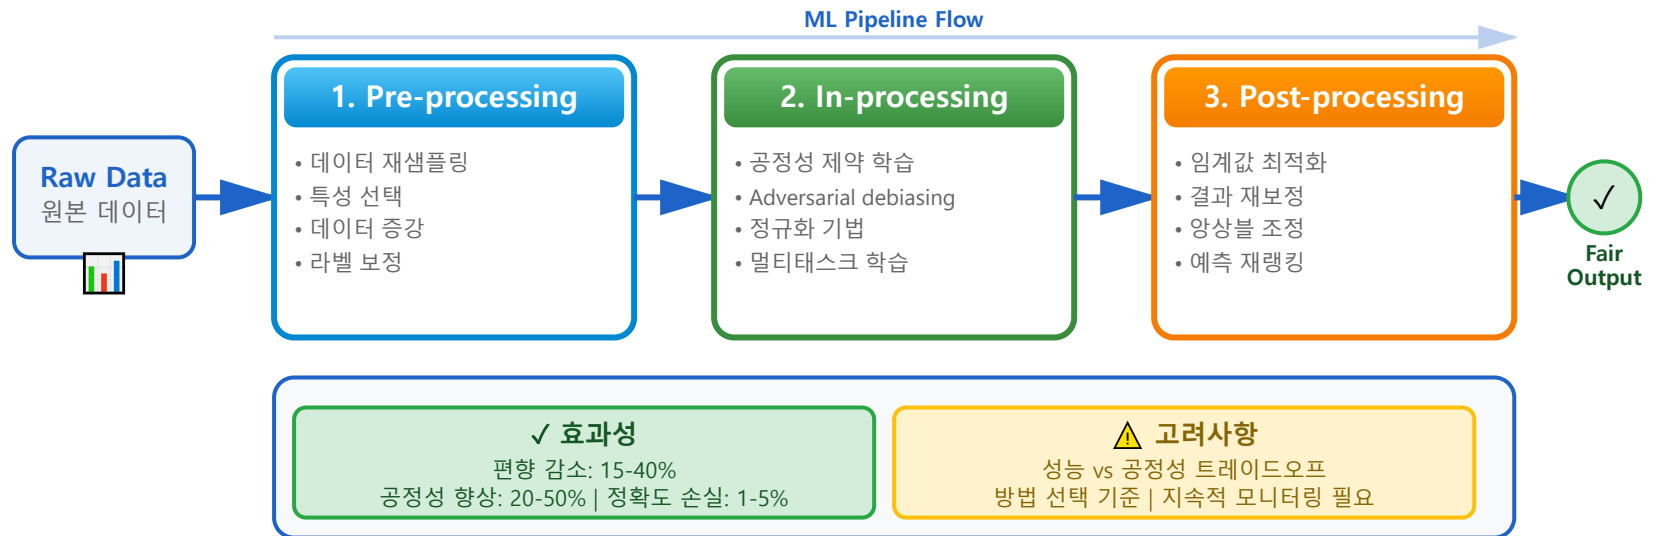 ML Pipeline Flow
Raw Data
원본 데이터
1. Pre-processing
• 데이터 재샘플링
• 특성 선택
• 데이터 증강
• 라벨 보정
2. In-processing
• 공정성 제약 학습
• Adversarial debiasing
• 정규화 기법
• 멀티태스크 학습
3. Post-processing
• 임계값 최적화
• 결과 재보정
• 앙상블 조정
• 예측 재랭킹
✓
Fair
Output
✓ 효과성
편향 감소: 15-40%
공정성 향상: 20-50% | 정확도 손실: 1-5%
⚠ 고려사항
성능 vs 공정성 트레이드오프
방법 선택 기준 | 지속적 모니터링 필요